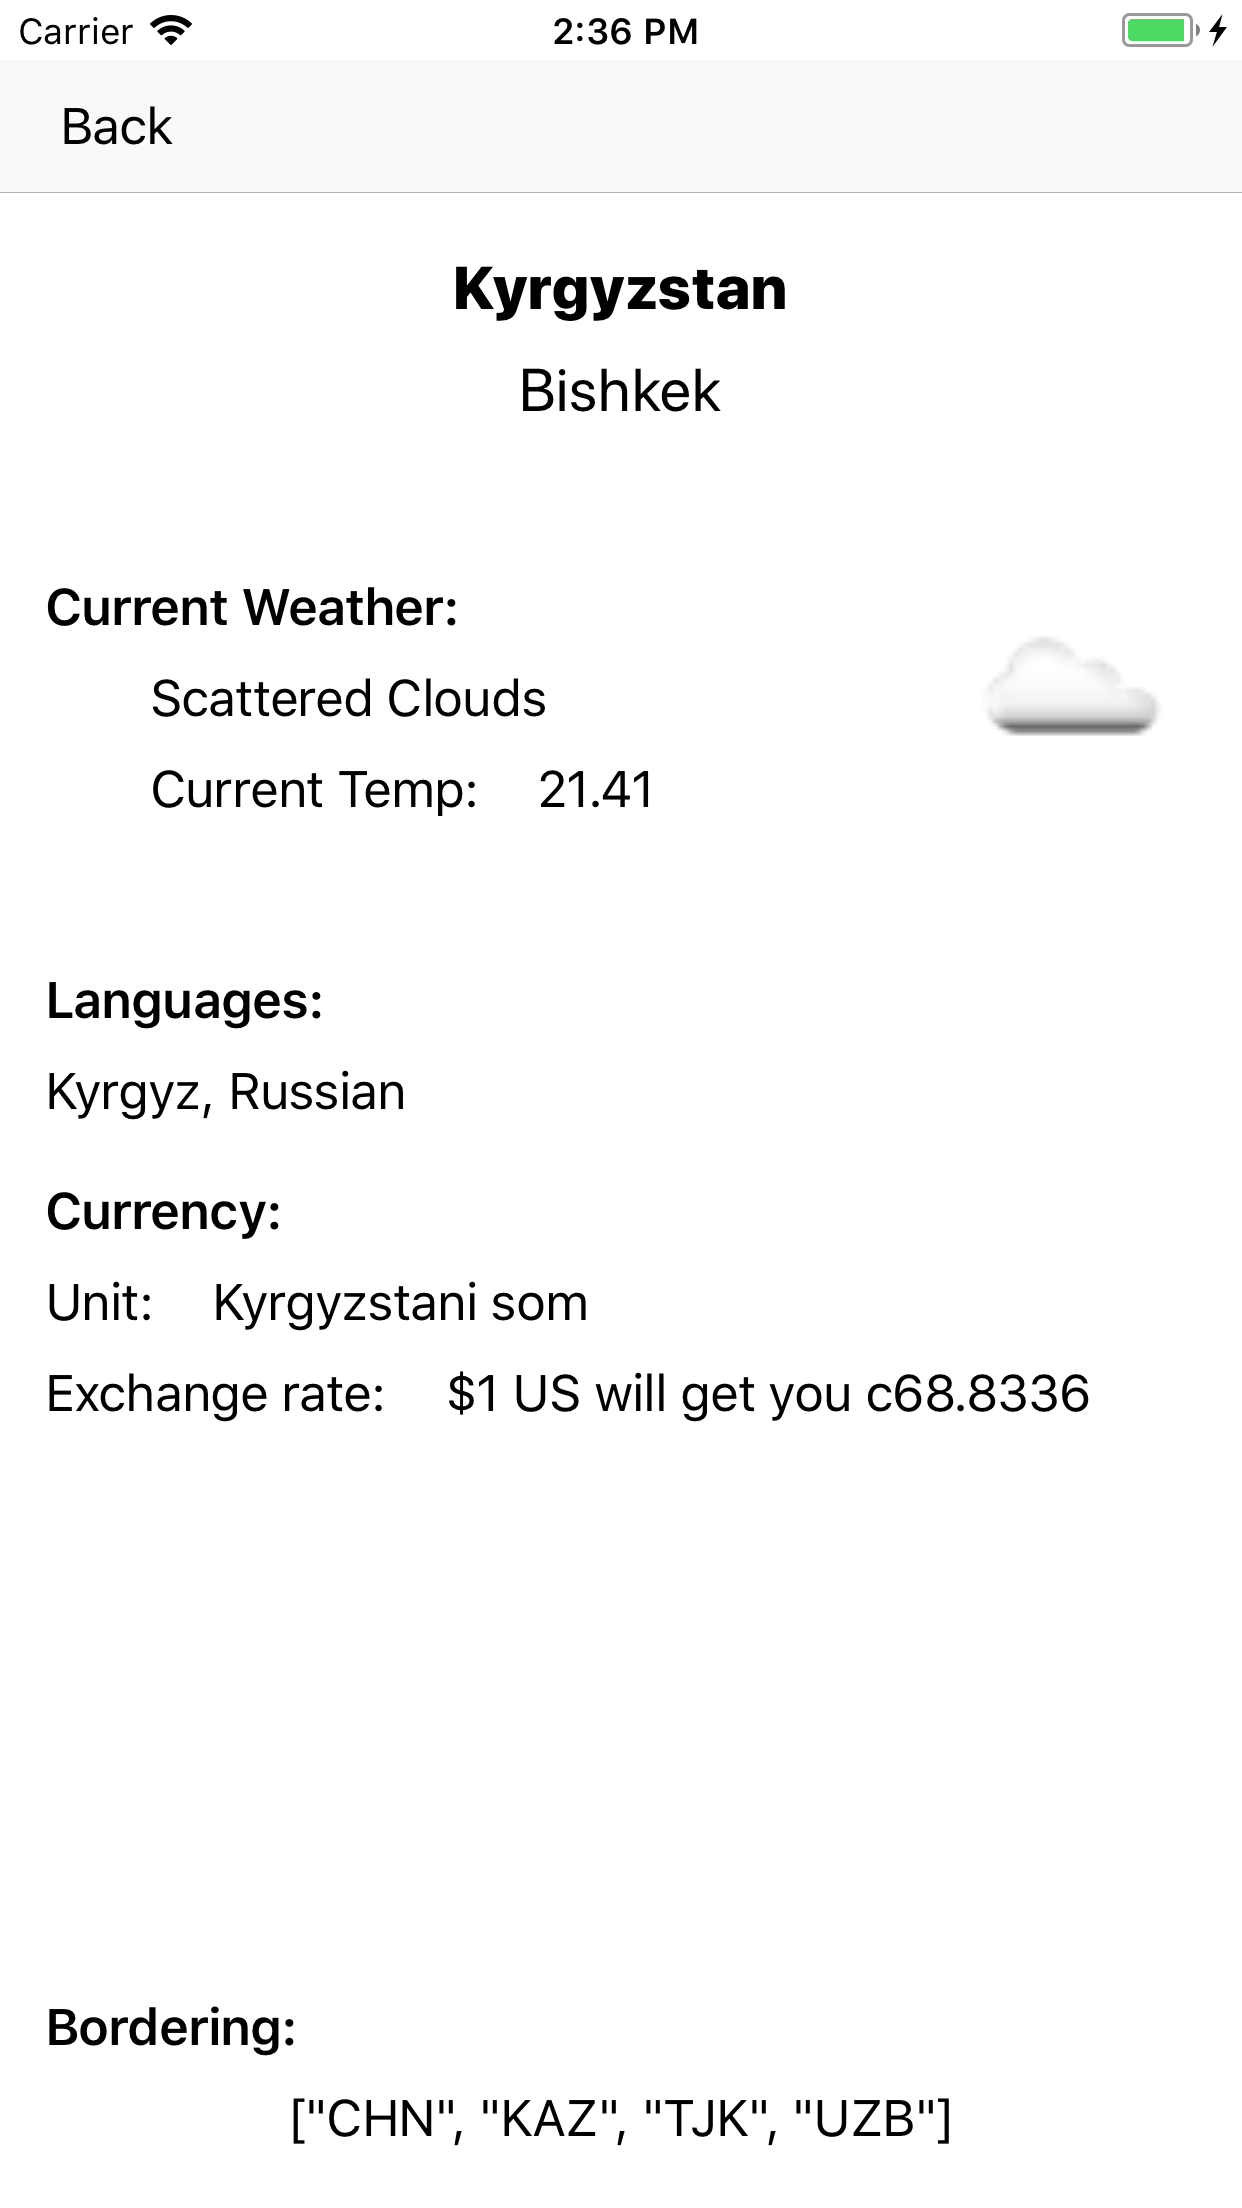 Carrier 2:36 PM
Back
Kyrgyzstan
Bishkek
Current Weather:
Scattered Clouds
Current Temp: 21.41
Languages:
Kyrgyz, Russian
Currency:
Unit: Kyrgyzstani som
Exchange rate: $1 US will get you c68.8336
Bordering:
["CHN", "KAZ", "TJK", "UZB"]